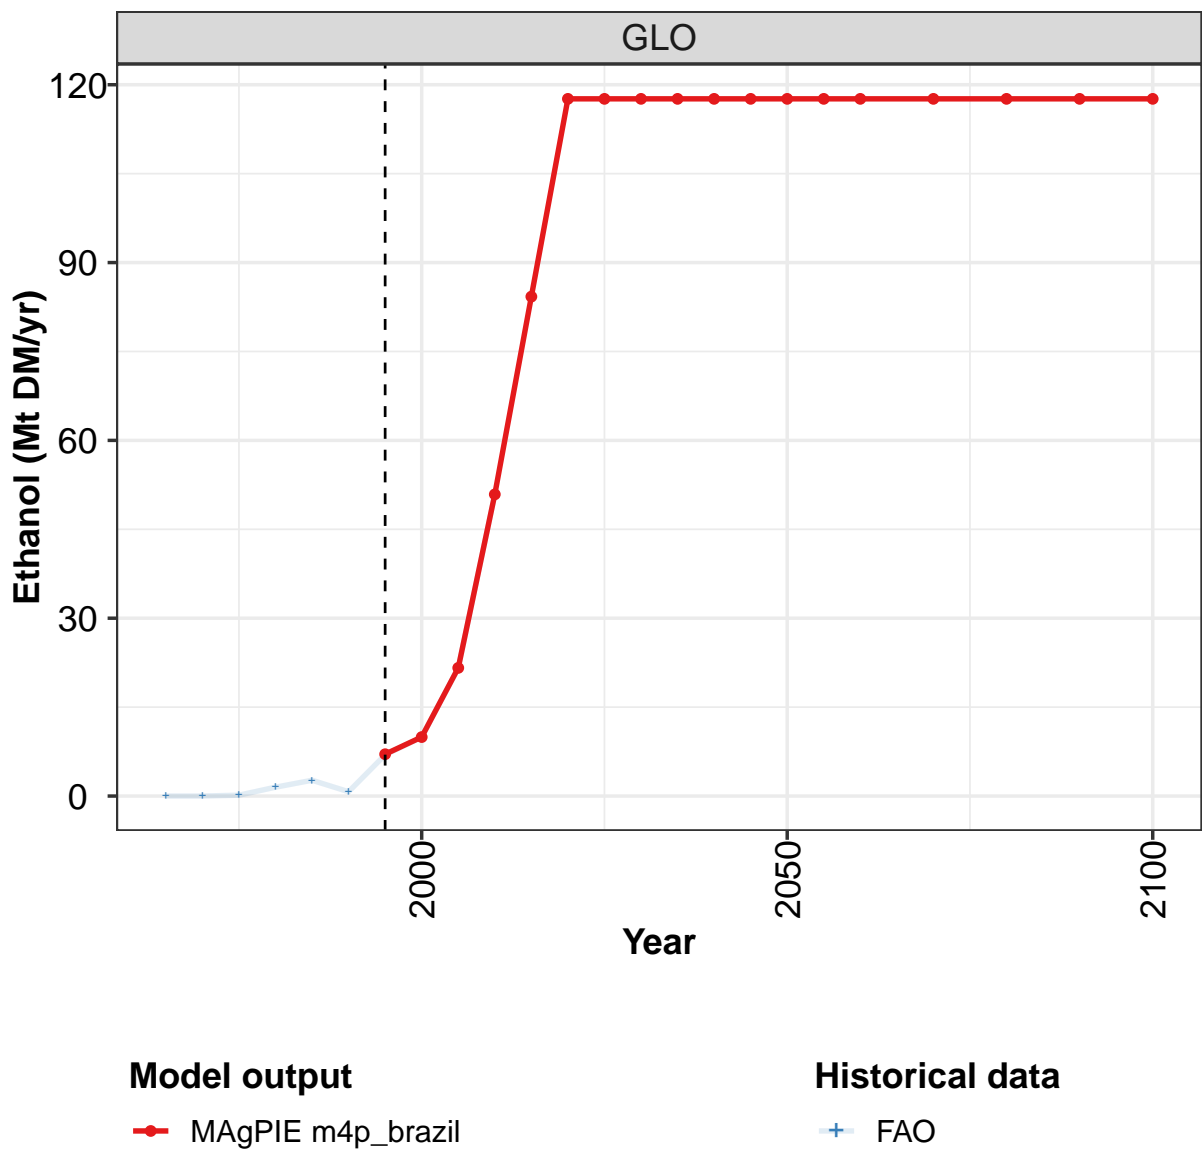 GLO
Ethanol (Mt DM/yr)
120
90
60
30
0
2000
2050
2100
Year
Model output
Historical data
MAgPIE m4p_brazil
FAO